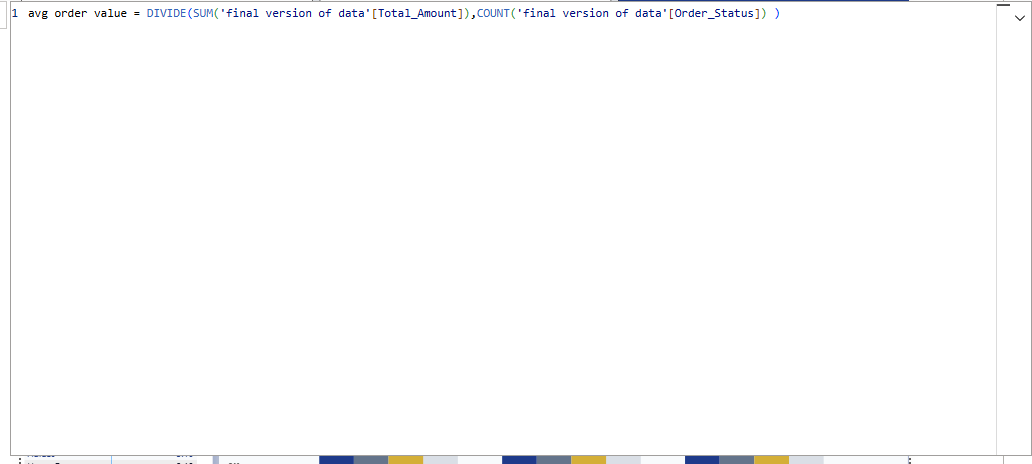 1 avg order value = DIVIDE(SUM('final version of data'[Total_Amount]),COUNT('final version of data'[Order_Status]) )